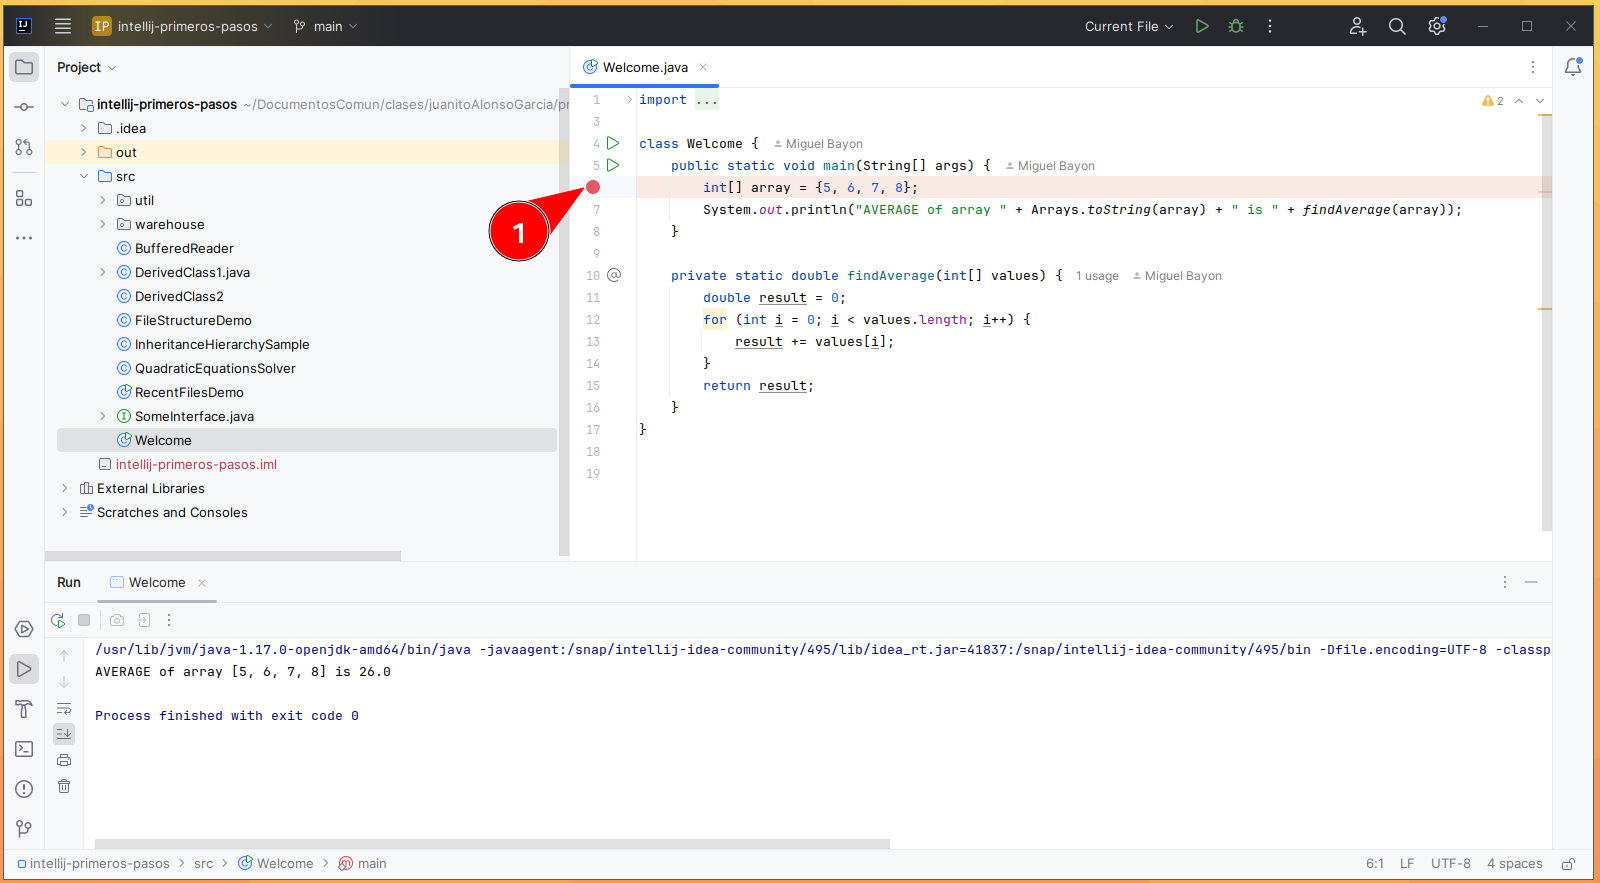 IJ
IP intellij-primeros-pasos main Current File
Project
intellij-primeros-pasos ~/DocumentosComun/clases/juanitoAlonsoGarcia/pr
.idea
out
src
util
warehouse
BufferedReader
DerivedClass1.java
DerivedClass2
FileStructureDemo
InheritanceHierarchySample
QuadraticEquationsSolver
RecentFilesDemo
SomeInterface.java
Welcome
intellij-primeros-pasos.iml
External Libraries
Scratches and Consoles
Welcome.java
2
1 import ...
3
4 class Welcome { Miguel Bayon
5 public static void main(String[] args) { Miguel Bayon
int[] array = {5, 6, 7, 8};
7 System.out.println("AVERAGE of array " + Arrays.toString(array) + " is " + findAverage(array));
8 }
9
10 @ private static double findAverage(int[] values) { 1 usage Miguel Bayon
11 double result = 0;
12 for (int i = 0; i < values.length; i++) {
13 result += values[i];
14 }
15 return result;
16 }
17 }
18
19
1
Run Welcome
/usr/lib/jvm/java-1.17.0-openjdk-amd64/bin/java -javaagent:/snap/intellij-idea-community/495/lib/idea_rt.jar=41837:/snap/intellij-idea-community/495/bin -Dfile.encoding=UTF-8 -classp
AVERAGE of array [5, 6, 7, 8] is 26.0
Process finished with exit code 0
intellij-primeros-pasos > src > Welcome > main 6:1 LF UTF-8 4 spaces